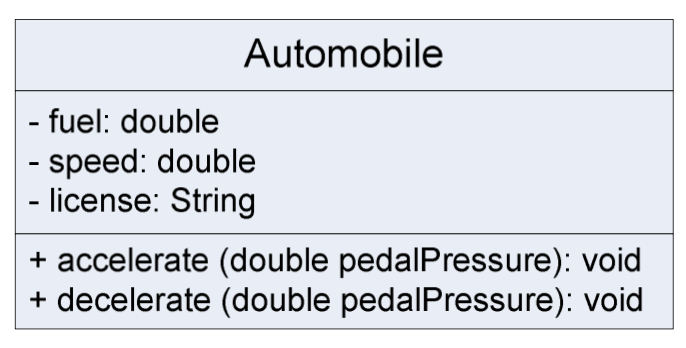 Automobile
- fuel: double
- speed: double
- license: String
+ accelerate (double pedalPressure): void
+ decelerate (double pedalPressure): void